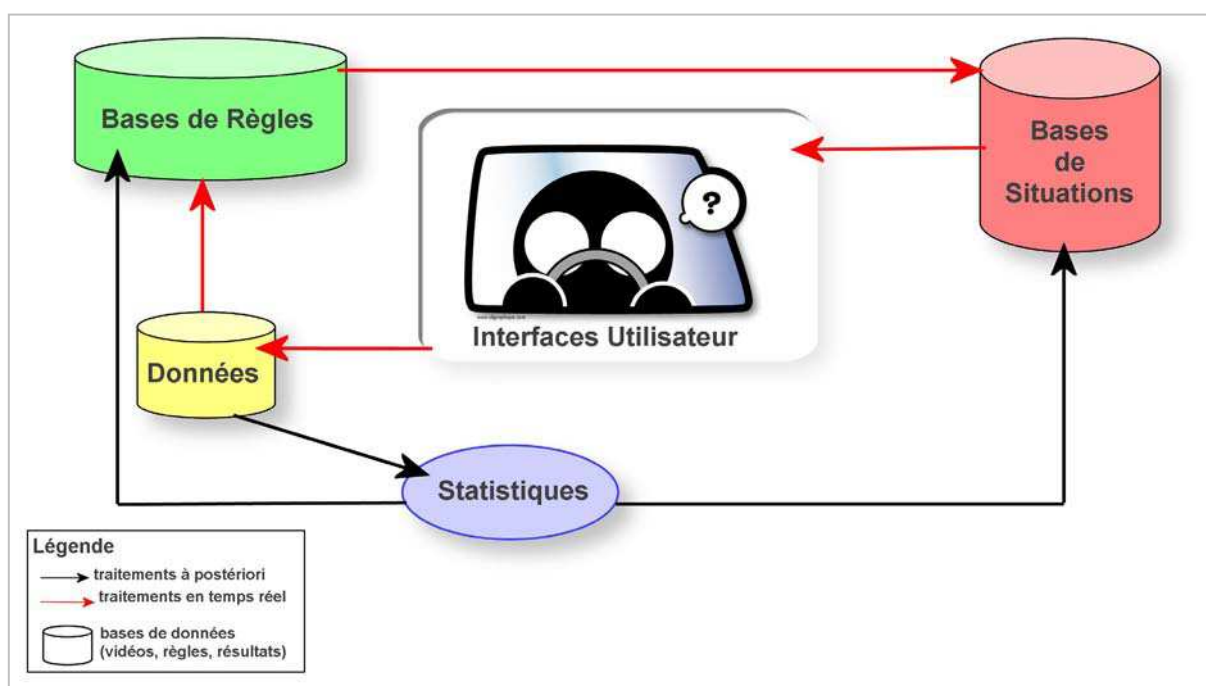 Bases de Règles
Bases
de
Situations
?
Interfaces Utilisateur
Données
Statistiques
Légende
traitements à postériori
traitements en temps réel
bases de données
(vidéos, règles, résultats)